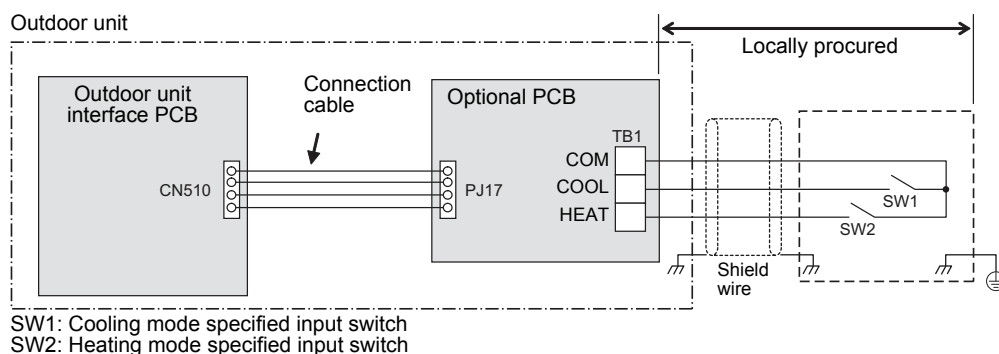 Outdoor unit
Locally procured
Outdoor unit
interface PCB
Connection
cable
Optional PCB
TB1
COM
COOL
HEAT
CN510
PJ17
SW1
SW2
Shield
wire
SW1: Cooling mode specified input switch
SW2: Heating mode specified input switch